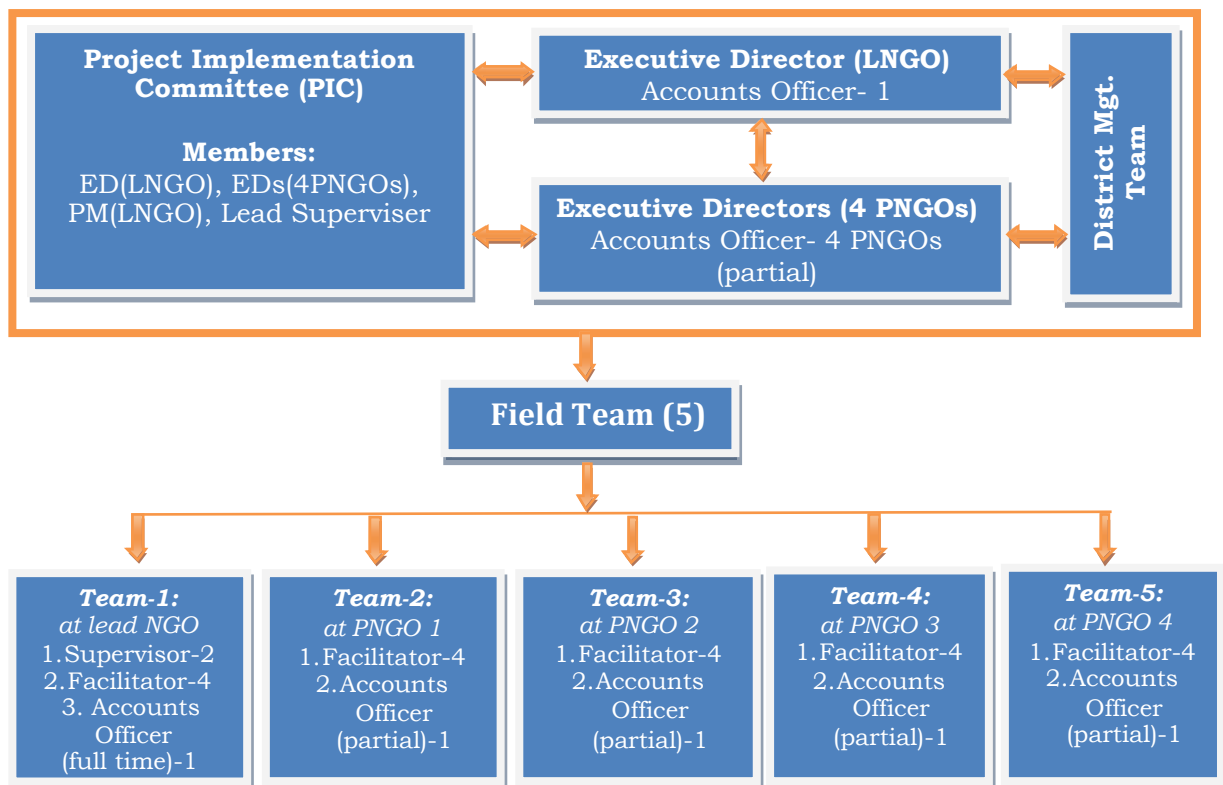 Project Implementation
Committee (PIC)
Members:
ED(LNGO), EDs(4PNGOs),
PM(LNGO), Lead Superviser
Executive Director (LNGO)
Accounts Officer- 1
Executive Directors (4 PNGOs)
Accounts Officer- 4 PNGOs
(partial)
District Mgt.
Team
Field Team (5)
Team-1:
at lead NGO
1.Supervisor-2
2.Facilitator-4
3. Accounts
Officer
(full time)-1
Team-2:
at PNGO 1
1.Facilitator-4
2.Accounts
Officer
(partial)-1
Team-3:
at PNGO 2
1.Facilitator-4
2.Accounts
Officer
(partial)-1
Team-4:
at PNGO 3
1.Facilitator-4
2.Accounts
Officer
(partial)-1
Team-5:
at PNGO 4
1.Facilitator-4
2.Accounts
Officer
(partial)-1